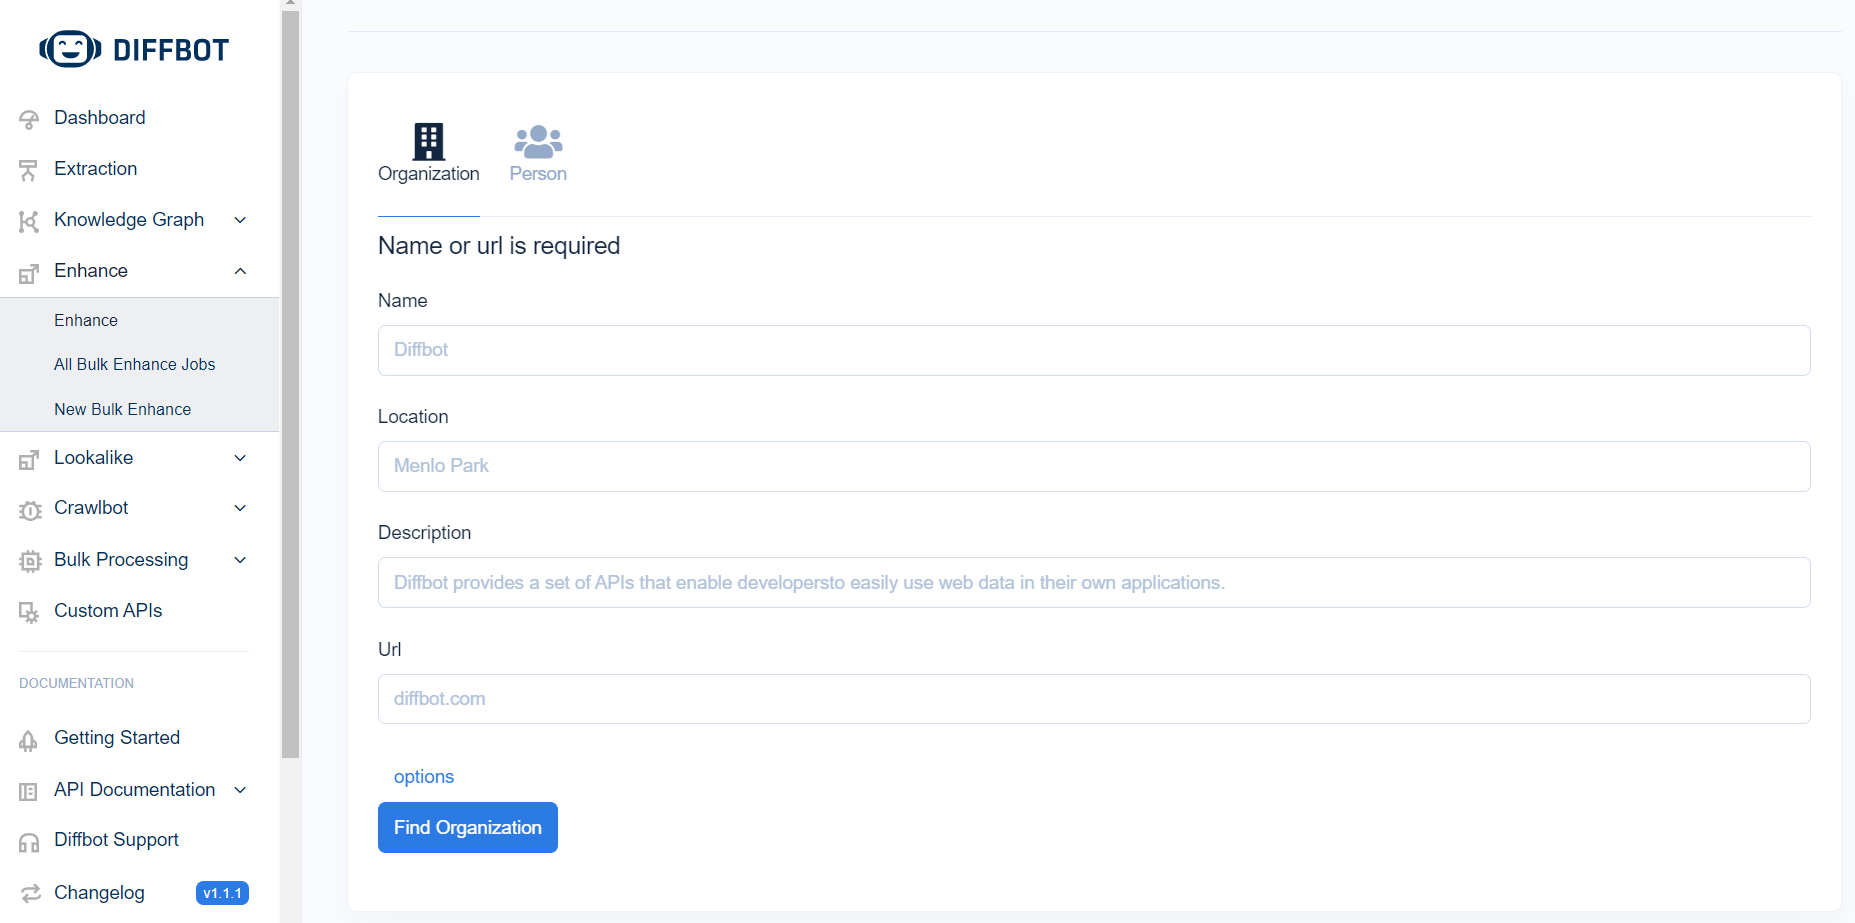 DIFFBOT
Dashboard
Extraction
Knowledge Graph
Enhance
Enhance
All Bulk Enhance Jobs
New Bulk Enhance
Lookalike
Crawlbot
Bulk Processing
Custom APIs
DOCUMENTATION
Getting Started
API Documentation
Diffbot Support
Changelog v1.1.1
Organization Person
Name or url is required
Name
Diffbot
Location
Menlo Park
Description
Diffbot provides a set of APIs that enable developersto easily use web data in their own applications.
Url
diffbot.com
options
Find Organization